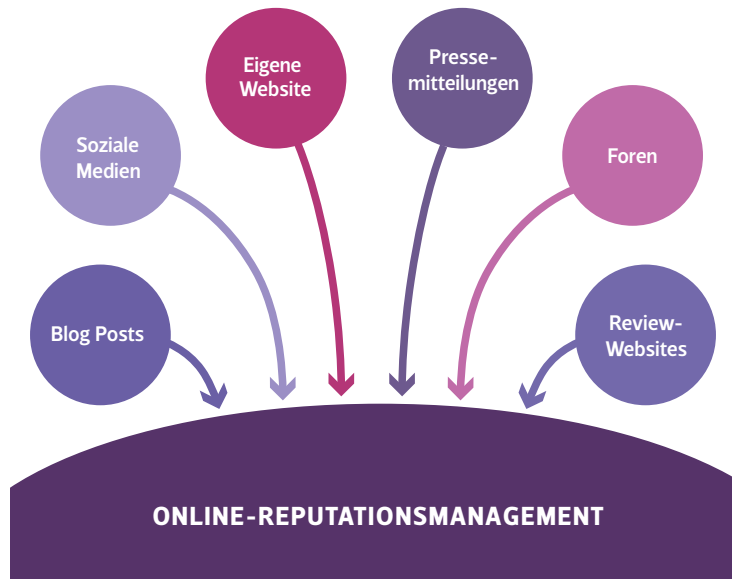 Eigene
Website
Presse-
mitteilungen
Soziale
Medien
Foren
Blog Posts
Review-
Websites
ONLINE-REPUTATIONSMANAGEMENT